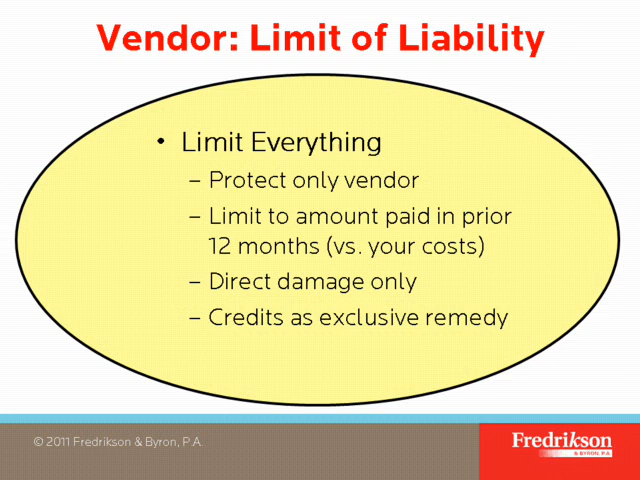 Vendor: Limit of Liability
• Limit Everything
– Protect only vendor
– Limit to amount paid in prior
12 months (vs. your costs)
– Direct damage only
– Credits as exclusive remedy
© 2011 Fredrikson & Byron, P.A.
Fredrikson
& BYRON, P.A.